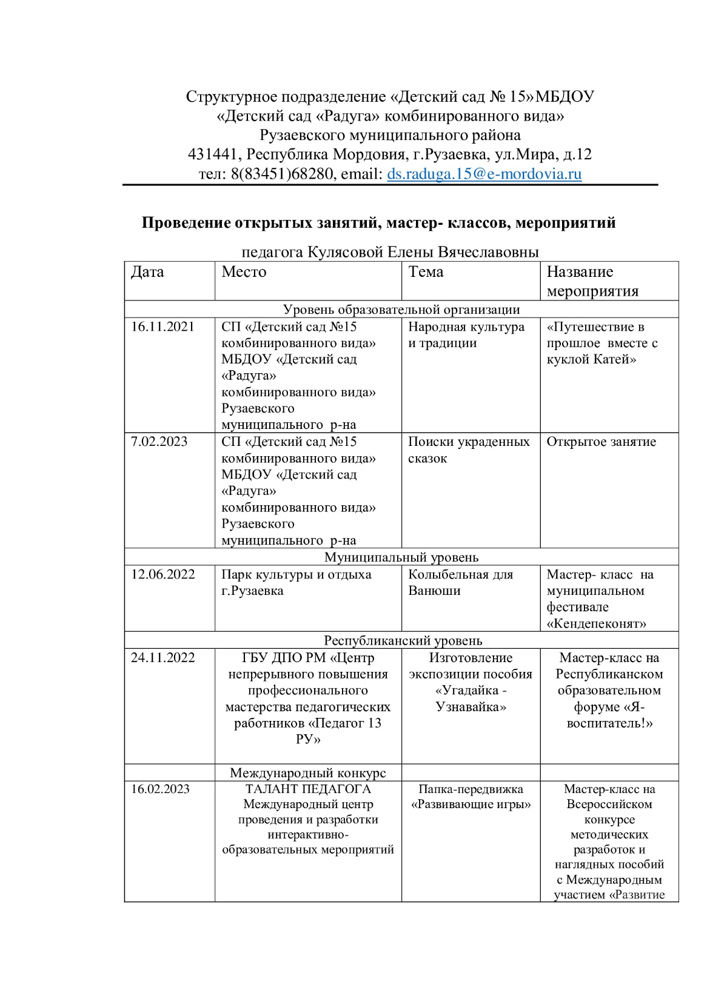 Структурное подразделение «Детский сад № 15»МБДОУ
«Детский сад «Радуга» комбинированного вида»
Рузаевского муниципального района
431441, Республика Мордовия, г.Рузаевка, ул.Мира, д.12
тел: 8(83451)68280, email: ds.raduga.15@e-mordovia.ru
Проведение открытых занятий, мастер- классов, мероприятий
педагога Кулясовой Елены Вячеславовны
Дата
Место
Тема
Название
мероприятия
Уровень образовательной организации
16.11.2021
СП «Детский сад №15
комбинированного вида»
МБДОУ «Детский сад
«Радуга»
комбинированного вида»
Рузаевского
муниципального р-на
Народная культура
и традиции
«Путешествие в
прошлое вместе с
куклой Катей»
7.02.2023
СП «Детский сад №15
комбинированного вида»
МБДОУ «Детский сад
«Радуга»
комбинированного вида»
Рузаевского
муниципального р-на
Поиски украденных
сказок
Открытое занятие
Муниципальный уровень
12.06.2022
Парк культуры и отдыха
г.Рузаевка
Колыбельная для
Ванюши
Мастер- класс на
муниципальном
фестивале
«Кендепеконят»
Республиканский уровень
24.11.2022
ГБУ ДПО РМ «Центр
непрерывного повышения
профессионального
мастерства педагогических
работников «Педагог 13
РУ»
Изготовление
экспозиции пособия
«Угадайка -
Узнавайка»
Мастер-класс на
Республиканском
образовательном
форуме «Я-
воспитатель!»
Международный конкурс
16.02.2023
ТАЛАНТ ПЕДАГОГА
Международный центр
проведения и разработки
интерактивно-
образовательных мероприятий
Папка-передвижка
«Развивающие игры»
Мастер-класс на
Всероссийском
конкурсе
методических
разработок и
наглядных пособий
с Международным
участием «Развитие